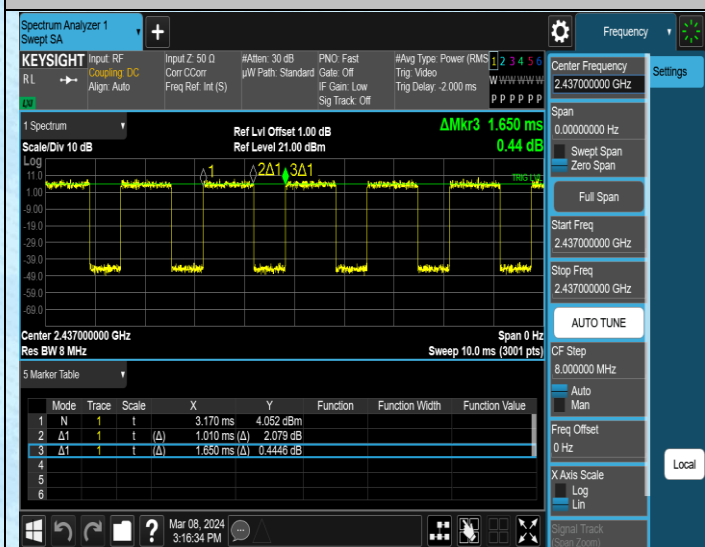 Spectrum Analyzer 1
Swept SA
+
Frequency
KEYSIGHT
RL
Input: RF
Coupling: DC
Align: Auto
Input Z: 50 Ω
Corr CCorr
Freq Ref: Int (S)
#Atten: 30 dB
µW Path: Standard
PNO: Fast
Gate: Off
IF Gain: Low
Sig Track: Off
#Avg Type: Power (RMS
Trig: Video
Trig Delay: -2.000 ms
1 2 3 4 5 6
W W W W W W
P P P P P P
LW
1 Spectrum
Scale/Div 10 dB
Ref Lvl Offset 1.00 dB
Ref Level 21.00 dBm
ΔMkr3 1.650 ms
0.44 dB
Log
11.0
1.00
-9.00
-19.0
-29.0
-39.0
-49.0
-59.0
-69.0
1
2Δ1
3Δ1
TRIG LVL
Center 2.437000000 GHz
Res BW 8 MHz
Span 0 Hz
Sweep 10.0 ms (3001 pts)
5 Marker Table
Mode Trace Scale X Y Function Function Width Function Value
1 N 1 t 3.170 ms 4.052 dBm
2 Δ1 1 t (Δ) 1.010 ms (Δ) 2.079 dB
3 Δ1 1 t (Δ) 1.650 ms (Δ) 0.4446 dB
4
5
6
?
Mar 08, 2024
3:16:34 PM
Center Frequency
2.437000000 GHz
Settings
Span
0.00000000 Hz
Swept Span
Zero Span
Full Span
Start Freq
2.437000000 GHz
Stop Freq
2.437000000 GHz
AUTO TUNE
CF Step
8.000000 MHz
Auto
Man
Freq Offset
0 Hz
Local
X Axis Scale
Log
Lin
Signal Track
(Span Zoom)